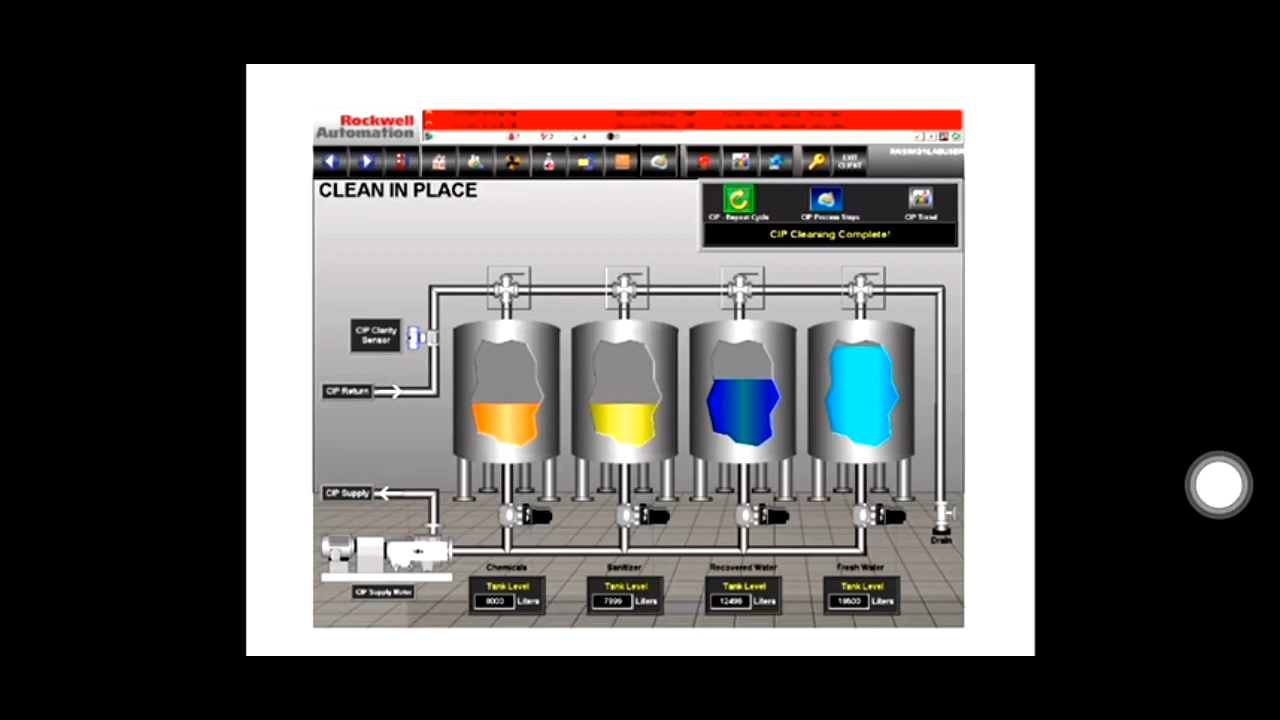 Rockwell
Automation
EXIT
CLIENT
CLEAN IN PLACE
CIP - Repeat Cycle
CIP Process Steps
CIP Trend
CIP Cleaning Complete!
CIP Clarity
Sensor
CIP Return
CIP Supply
CIP Supply Motor
Drain
Chemicals
Sanitizer
Recovered Water
Fresh Water
Tank Level
Tank Level
Tank Level
Tank Level
8000 Liters
7999 Liters
12499 Liters
Liters